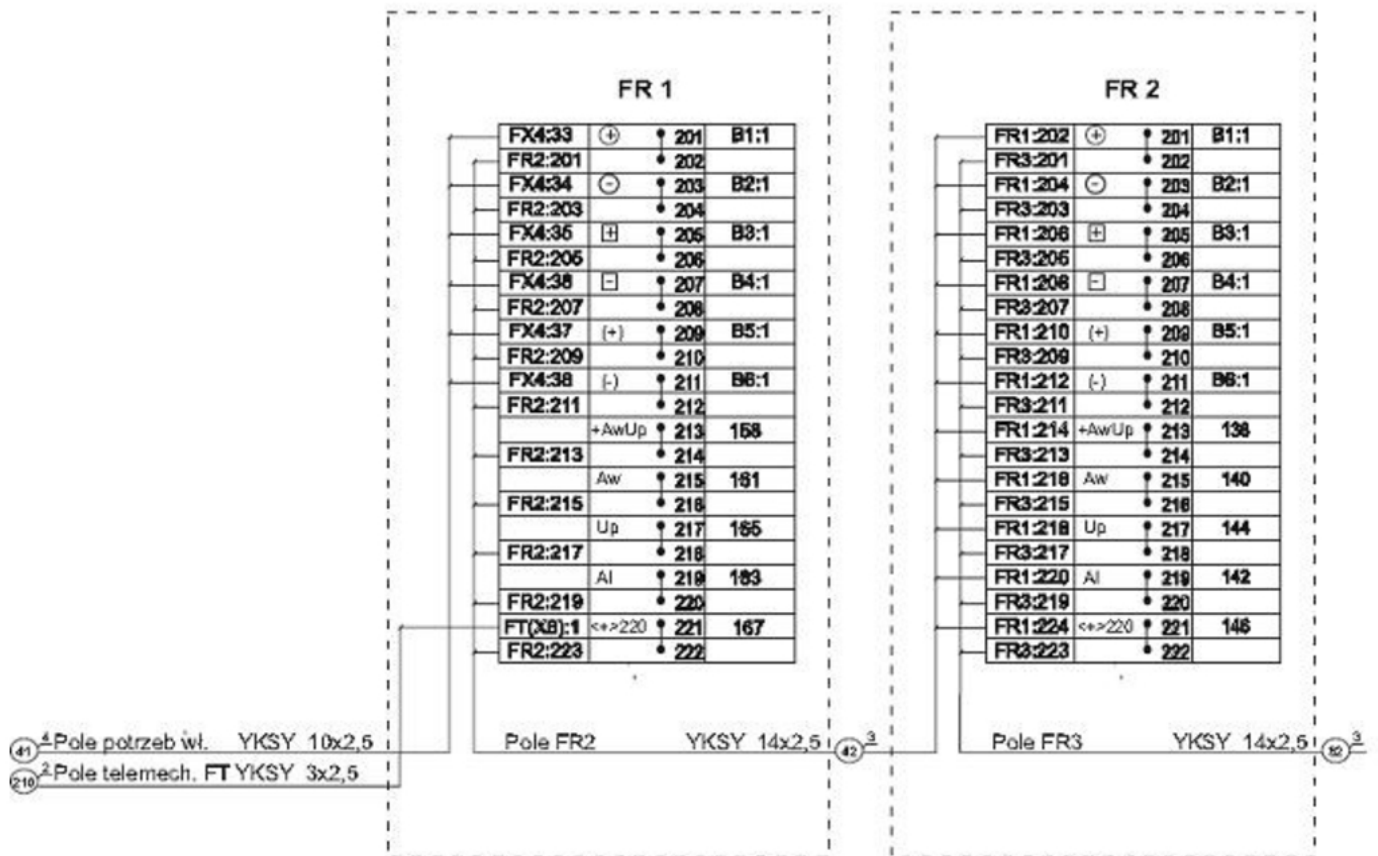 FR 1
FX4:33 (+) 201 B1:1
FR2:201 202
FX4:34 (-) 203 B2:1
FR2:203 204
FX4:35 + 205 B3:1
FR2:205 206
FX4:36 - 207 B4:1
FR2:207 208
FX4:37 (+) 209 B5:1
FR2:209 210
FX4:38 (-) 211 B6:1
FR2:211 212
+AwUp 213 158
FR2:213 214
Aw 215 161
FR2:215 216
Up 217 165
FR2:217 218
Al 219 163
FR2:219 220
FT(X6):1 <+>220 221 167
FR2:223 222
Pole FR2 YKSY 14x2,5 42 3
41 4 Pole potrzeb wł. YKSY 10x2,5
210 2 Pole telemech. FT YKSY 3x2,5
FR 2
FR1:202 (+) 201 B1:1
FR3:201 202
FR1:204 (-) 203 B2:1
FR3:203 204
FR1:206 + 205 B3:1
FR3:205 206
FR1:208 - 207 B4:1
FR3:207 208
FR1:210 (+) 209 B5:1
FR3:209 210
FR1:212 (-) 211 B6:1
FR3:211 212
FR1:214 +AwUp 213
FR3:213 214
FR1:216 Aw 215 140
FR3:215 216
FR1:218 Up 217 144
FR3:217 218
FR1:220 Al 219 142
FR3:219 220
FR1:224 <+>220 221 146
FR3:223 222
Pole FR3 YKSY 14x2,5 3